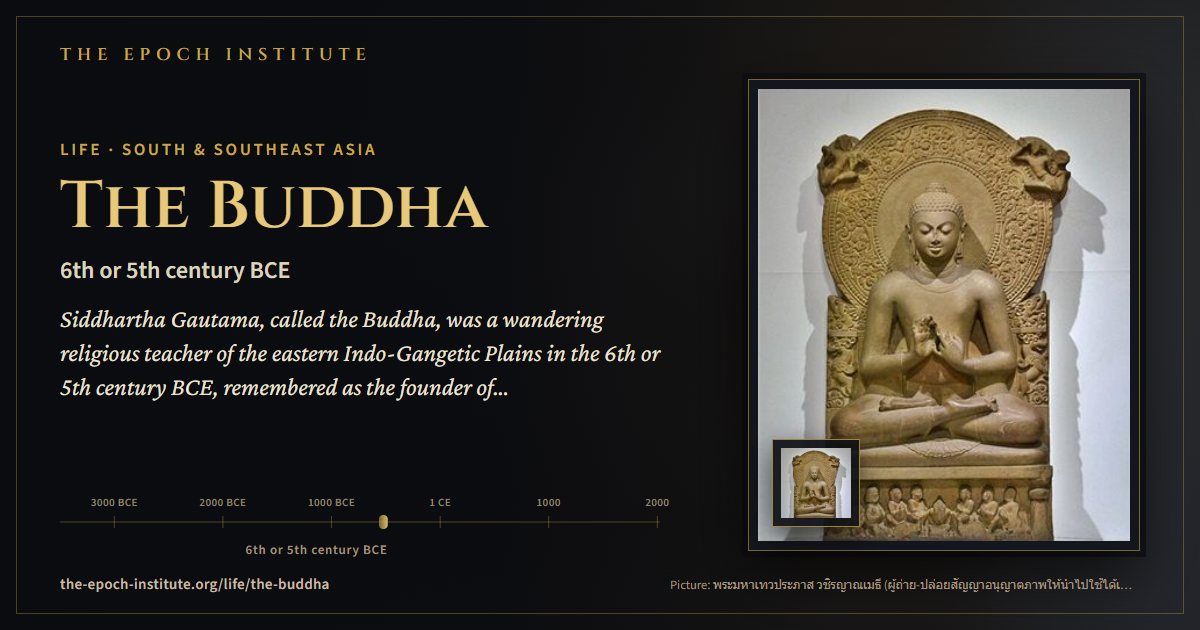 THE EPOCH INSTITUTE
LIFE · SOUTH & SOUTHEAST ASIA
THE BUDDHA
6th or 5th century BCE
Siddhartha Gautama, called the Buddha, was a wandering
religious teacher of the eastern Indo-Gangetic Plains in the 6th or
5th century BCE, remembered as the founder of...
3000 BCE 2000 BCE 1000 BCE 1 CE 1000 2000
6th or 5th century BCE
the-epoch-institute.org/life/the-buddha
Picture: พระมหาเทวประภาส วชิรญาณเมธี (ผู้ถ่าย-ปล่อยสัญญาอนุญาตภาพให้นำไปใช้ได้เ...